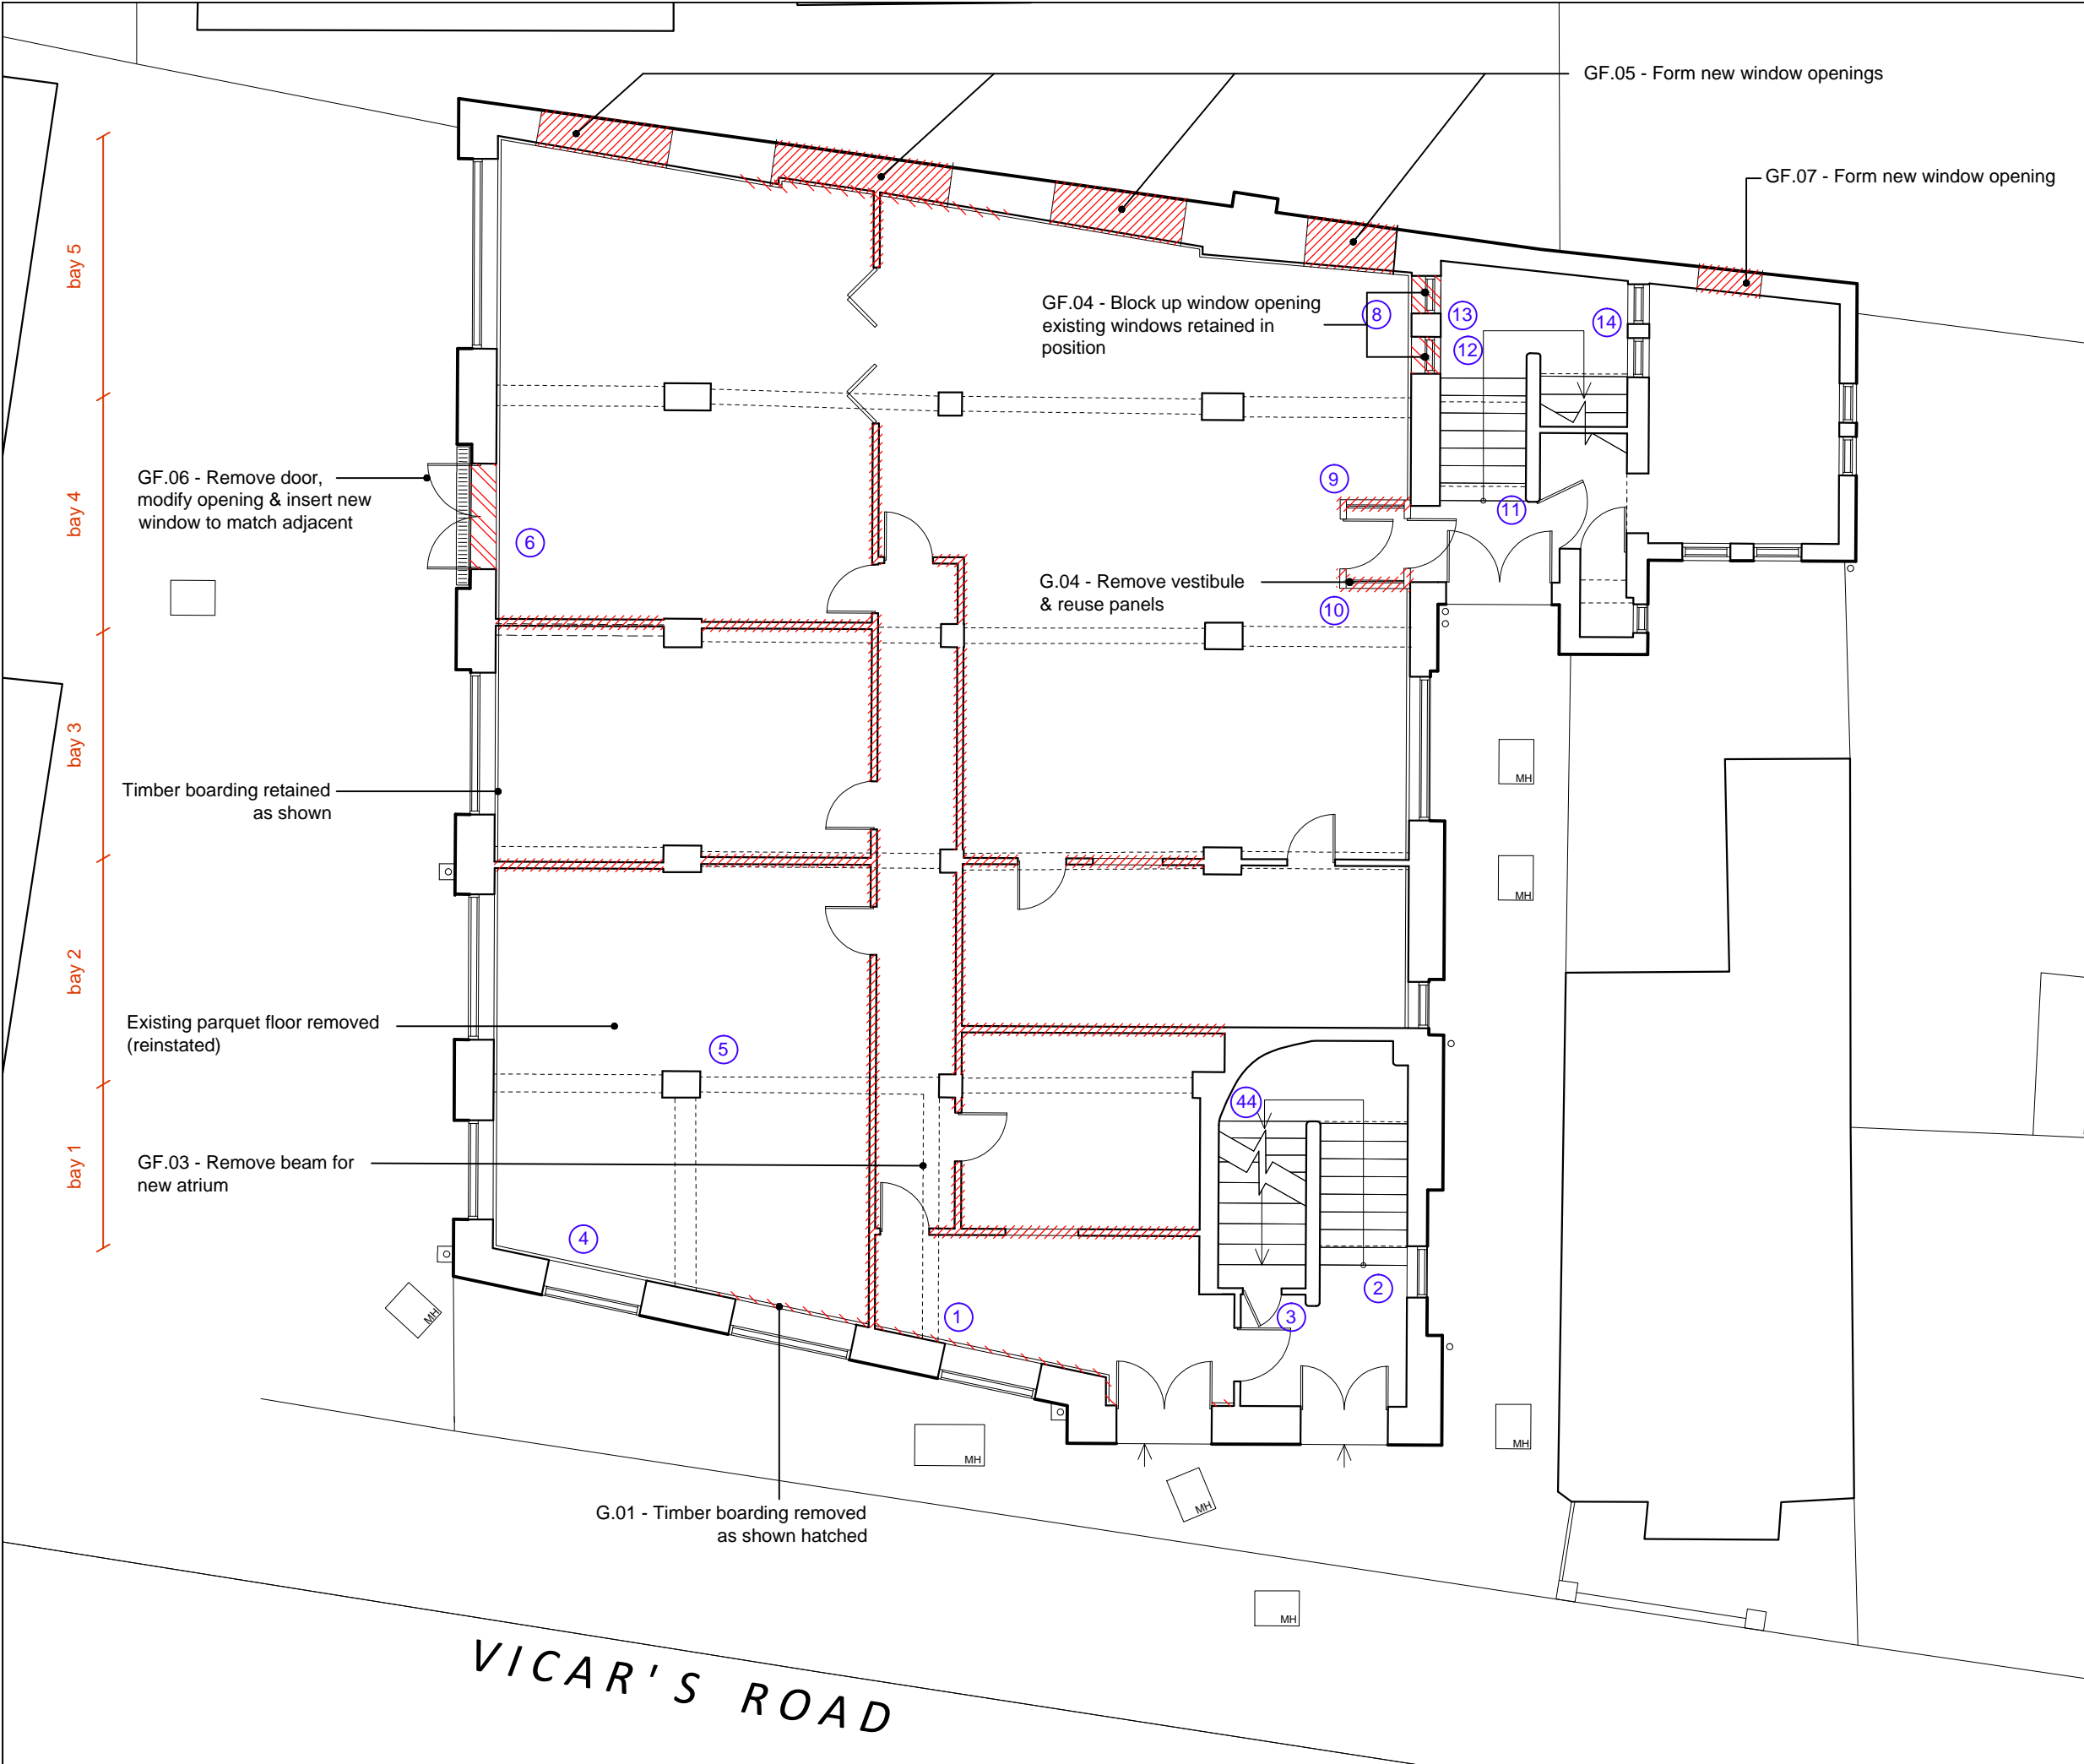 GF.05 - Form new window openings
GF.07 - Form new window opening
bay 5
GF.04 - Block up window opening
existing windows retained in
position
8
13
14
12
bay 4
GF.06 - Remove door,
modify opening & insert new
window to match adjacent
9
11
6
G.04 - Remove vestibule
& reuse panels
10
bay 3
Timber boarding retained
as shown
MH
MH
bay 2
Existing parquet floor removed
(reinstated)
5
44
bay 1
GF.03 - Remove beam for
new atrium
4
2
1
3
MH
MH
MH
MH
G.01 - Timber boarding removed
as shown hatched
MH
VICAR'S ROAD